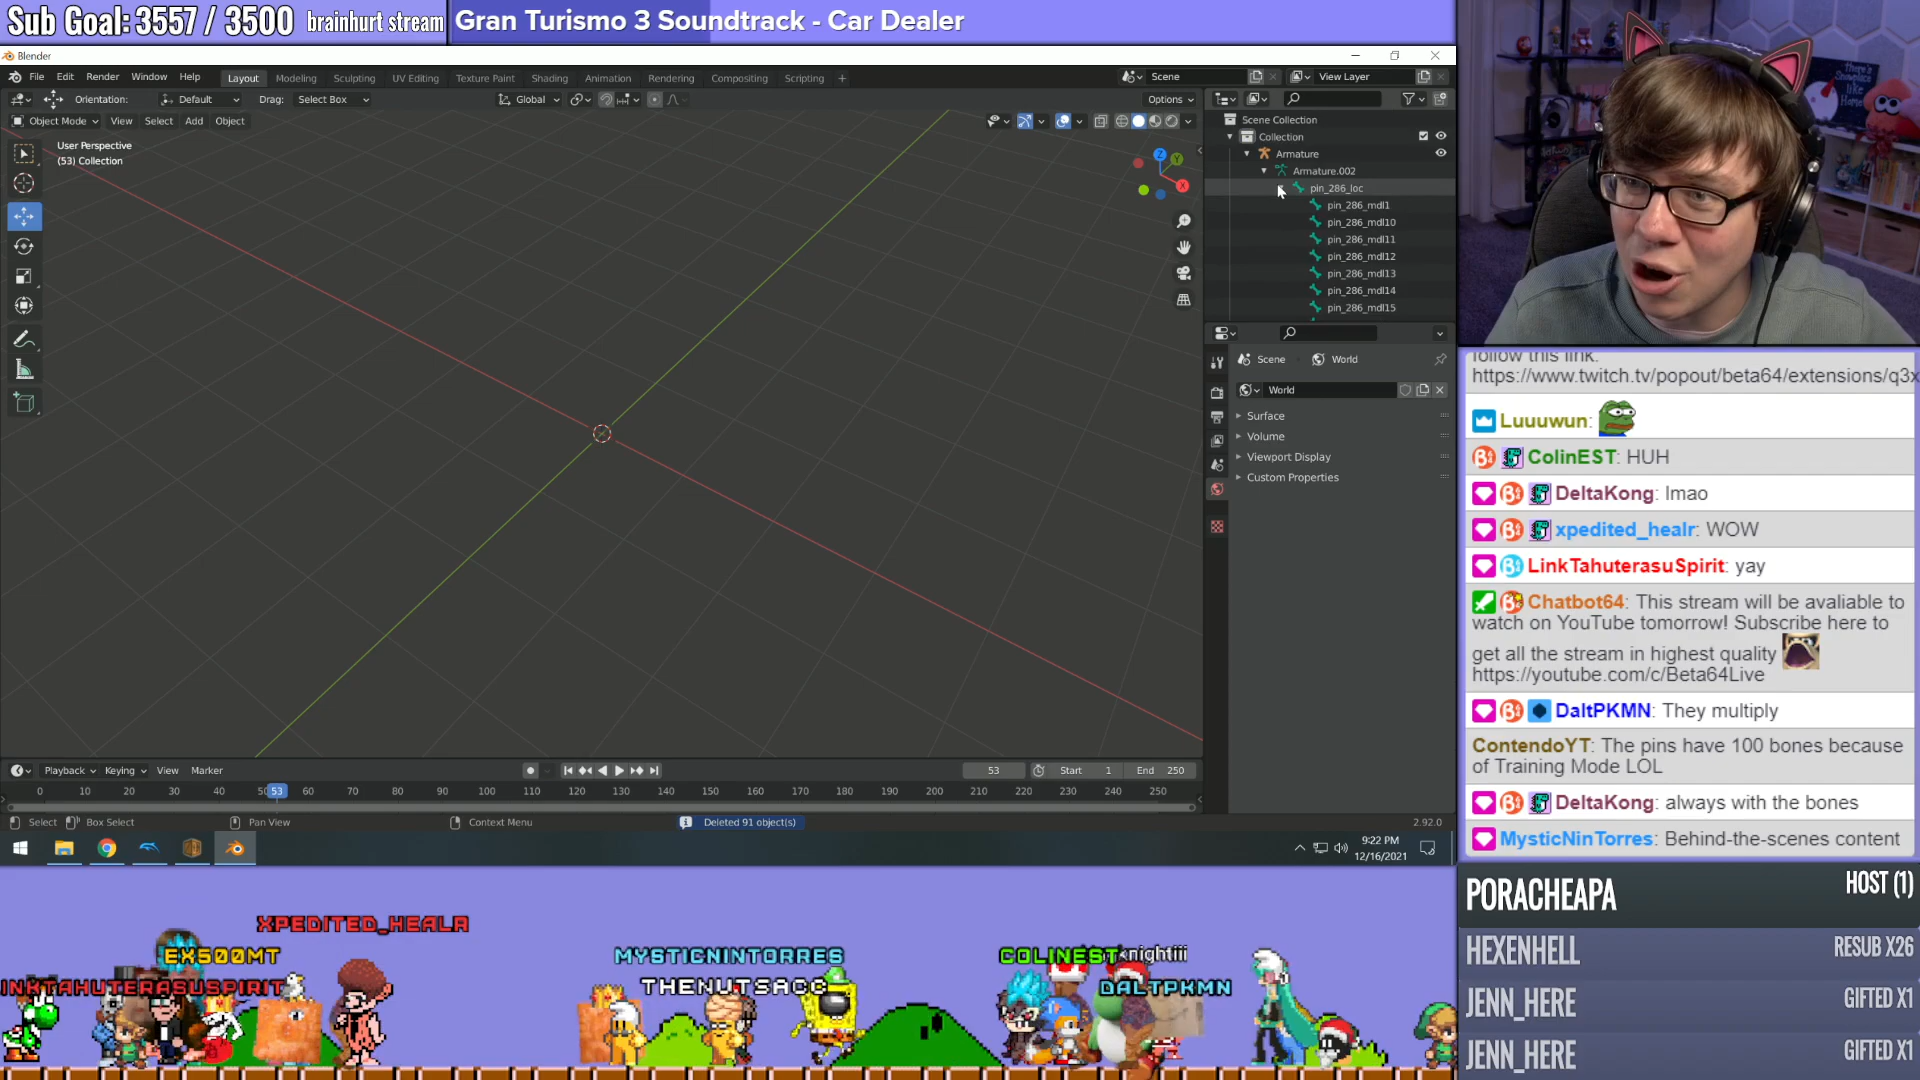 Sub Goal: 3557 / 3500 brainhurt stream
Gran Turismo 3 Soundtrack - Car Dealer
Blender
File Edit Render Window Help
Layout Modeling Sculpting UV Editing Texture Paint Shading Animation Rendering Compositing Scripting +
Scene
View Layer
Orientation: Default Drag: Select Box
Global
Options
Object Mode View Select Add Object
User Perspective
(53) Collection
Z
Y
X
Scene Collection
Collection
Armature
Armature.002
pin_286_loc
pin_286_mdl1
pin_286_mdl10
pin_286_mdl11
pin_286_mdl12
pin_286_mdl13
pin_286_mdl14
pin_286_mdl15
Scene World
World
Surface
Volume
Viewport Display
Custom Properties
Playback Keying View Marker
53 Start 1 End 250
0 10 20 30 40 50 53 60 70 80 90 100 110 120 130 140 150 160 170 180 190 200 210 220 230 240 250
Select Box Select Pan View Context Menu Deleted 91 object(s) 2.92.0
9:22 PM
12/16/2021
there's Someplace like Home
follow this link.
https://www.twitch.tv/popout/beta64/extensions/q3x
Luuuwun:
ColinEST: HUH
DeltaKong: lmao
xpedited_healr: WOW
LinkTahuterasuSpirit: yay
Chatbot64: This stream will be avaliable to
watch on YouTube tomorrow! Subscribe here to
get all the stream in highest quality
https://youtube.com/c/Beta64Live
DaltPKMN: They multiply
ContendoYT: The pins have 100 bones because
of Training Mode LOL
DeltaKong: always with the bones
MysticNinTorres: Behind-the-scenes content
PORACHEAPA HOST (1)
HEXENHELL RESUB X26
JENN_HERE GIFTED X1
JENN_HERE GIFTED X1
XPEDITED_HEALA
EX500MT
INKTAHUTERASUSPIRIT
MYSTICNINTORRES
THENUTSACC
COLINEST
knightiii
DALTPKMN